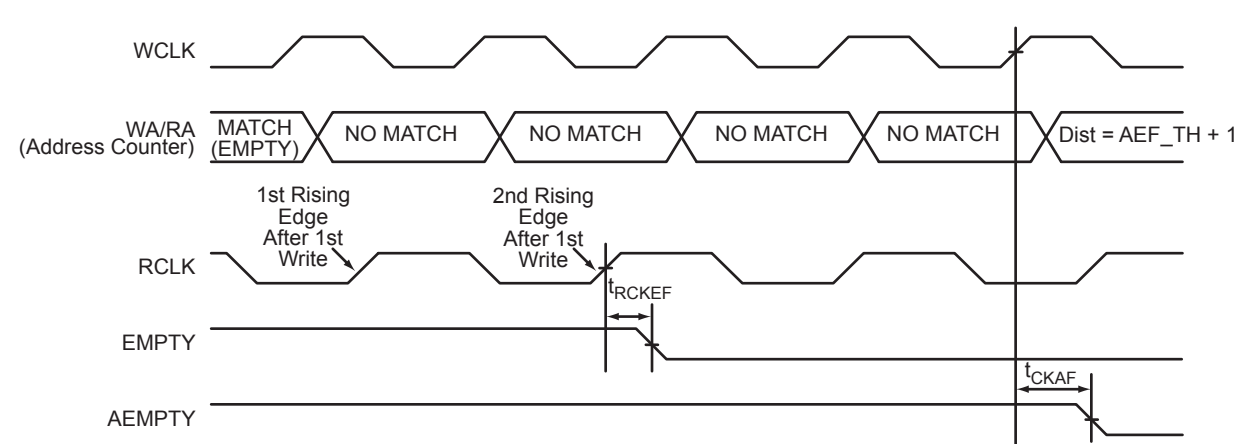 WCLK
WA/RA
(Address Counter)
MATCH
(EMPTY)
NO MATCH
NO MATCH
NO MATCH
NO MATCH
Dist = AEF_TH + 1
1st Rising
Edge
After 1st
Write
2nd Rising
Edge
After 1st
Write
RCLK
tRCKEF
EMPTY
tCKAF
AEMPTY